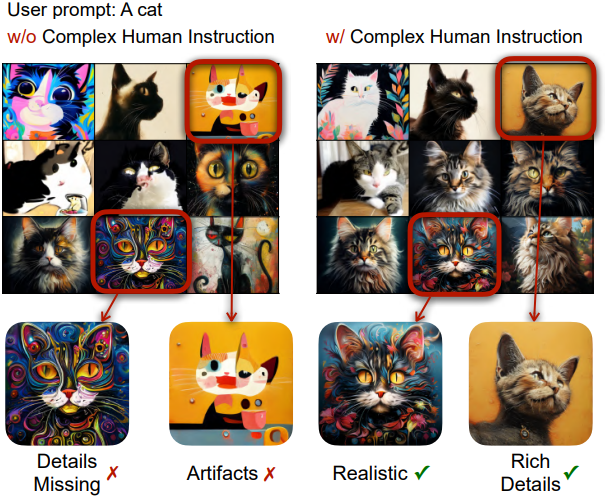 User prompt: A cat
w/o Complex Human Instruction
w/ Complex Human Instruction
Details
Missing ✗
Artifacts ✗
Realistic ✓
Rich
Details ✓